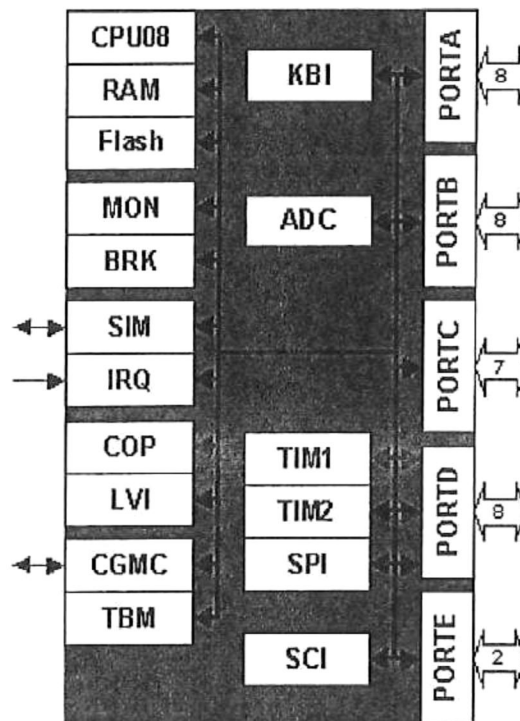 CPU08
RAM
Flash
MON
BRK
SIM
IRQ
COP
LVI
CGMC
TBM
KBI
ADC
TIM1
TIM2
SPI
SCI
PORTA
8
PORTB
8
PORTC
7
PORTD
8
PORTE
2